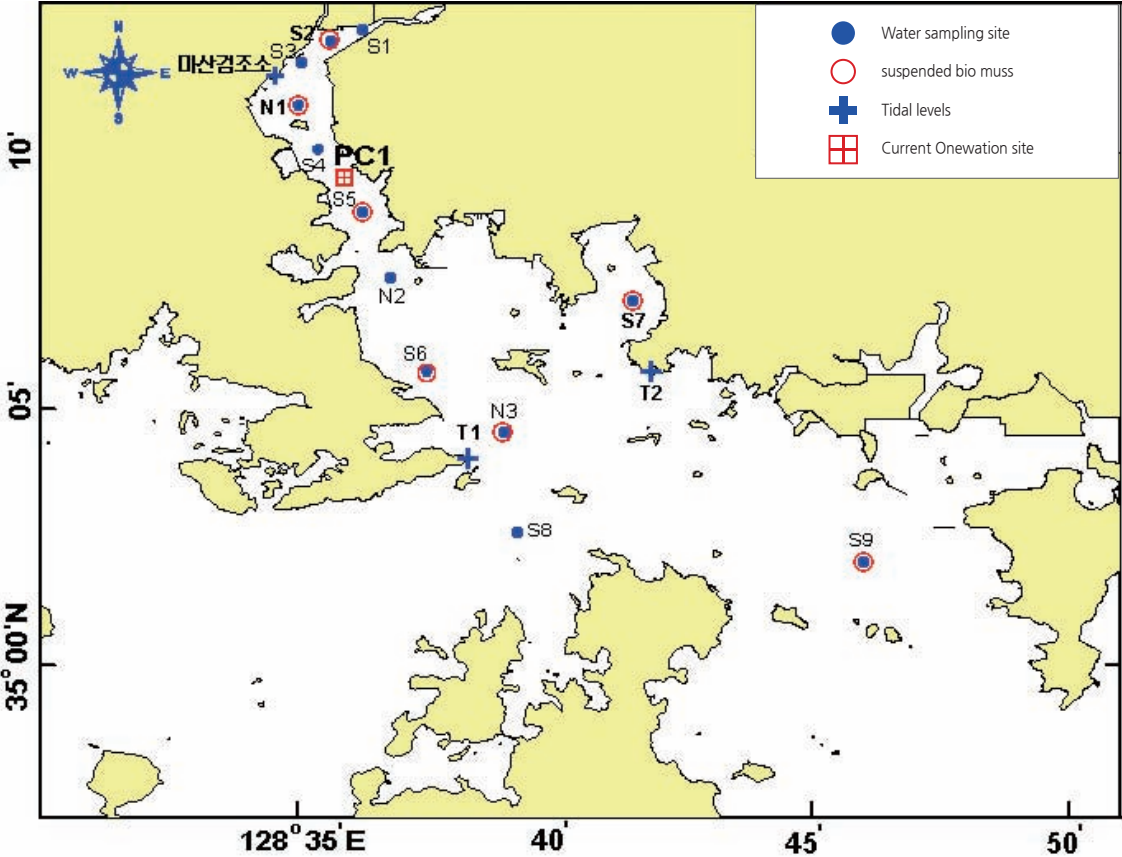 N
W
E
S
Water sampling site
suspended bio muss
Tidal levels
Current Onewation site
S1
S2
S3
마산검조소
N1
S4
PC1
S5
N2
S7
S6
T2
N3
T1
S8
S9
10'
05'
35° 00'N
128° 35' E
40'
45'
50'